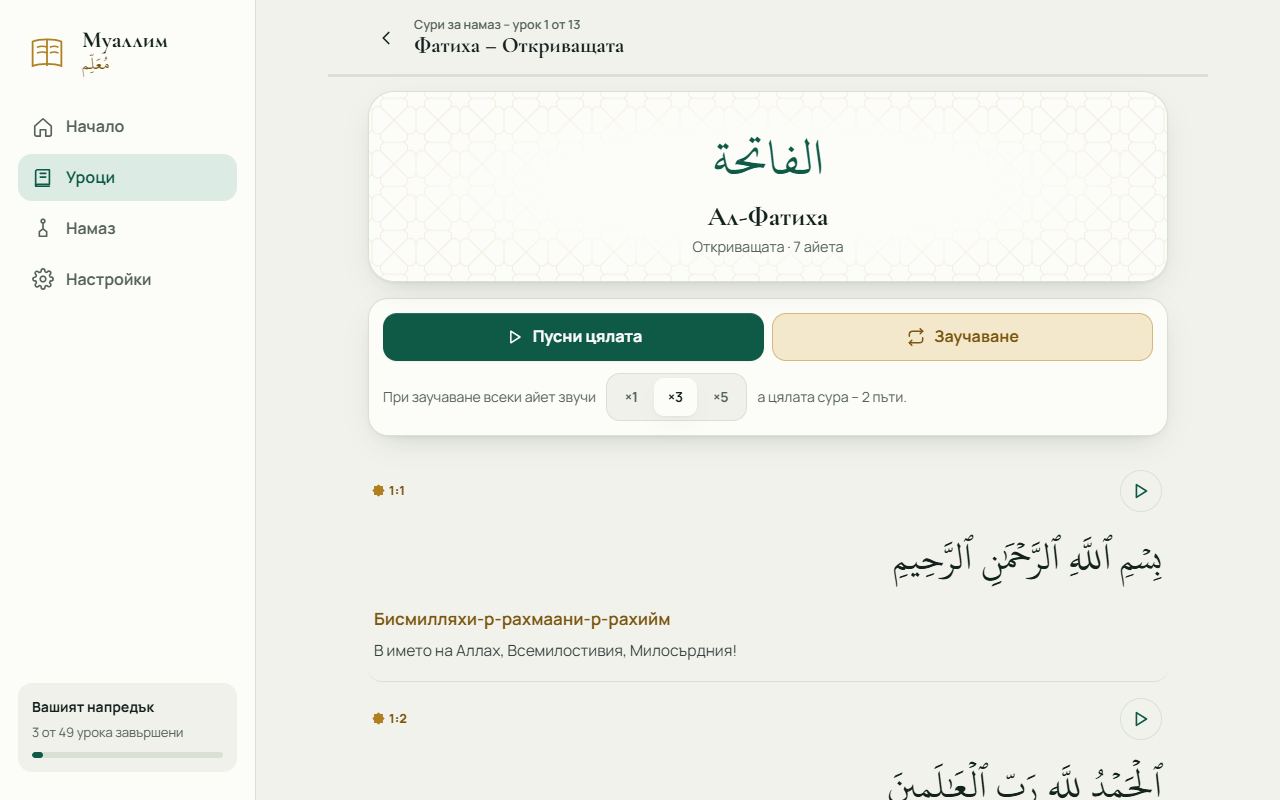 Муаллим
مُعَلِّم
Начало
Уроци
Намаз
Настройки
Вашият напредък
3 от 49 урока завършени
Сури за намаз – урок 1 от 13
Фатиха – Откриващата
الفاتحة
Ал-Фатиха
Откриващата · 7 айета
Пусни цялата
Заучаване
При заучаване всеки айет звучи ×1 ×3 ×5 а цялата сура – 2 пъти.
1:1
بِسْمِ ٱللَّهِ ٱلرَّحْمَٰنِ ٱلرَّحِيمِ
Бисмилляхи-р-рахмаани-р-рахийм
В името на Аллах, Всемилостивия, Милосърдния!
1:2
ٱلْحَمْدُ لِلَّهِ رَبِّ ٱلْعَٰلَمِينَ